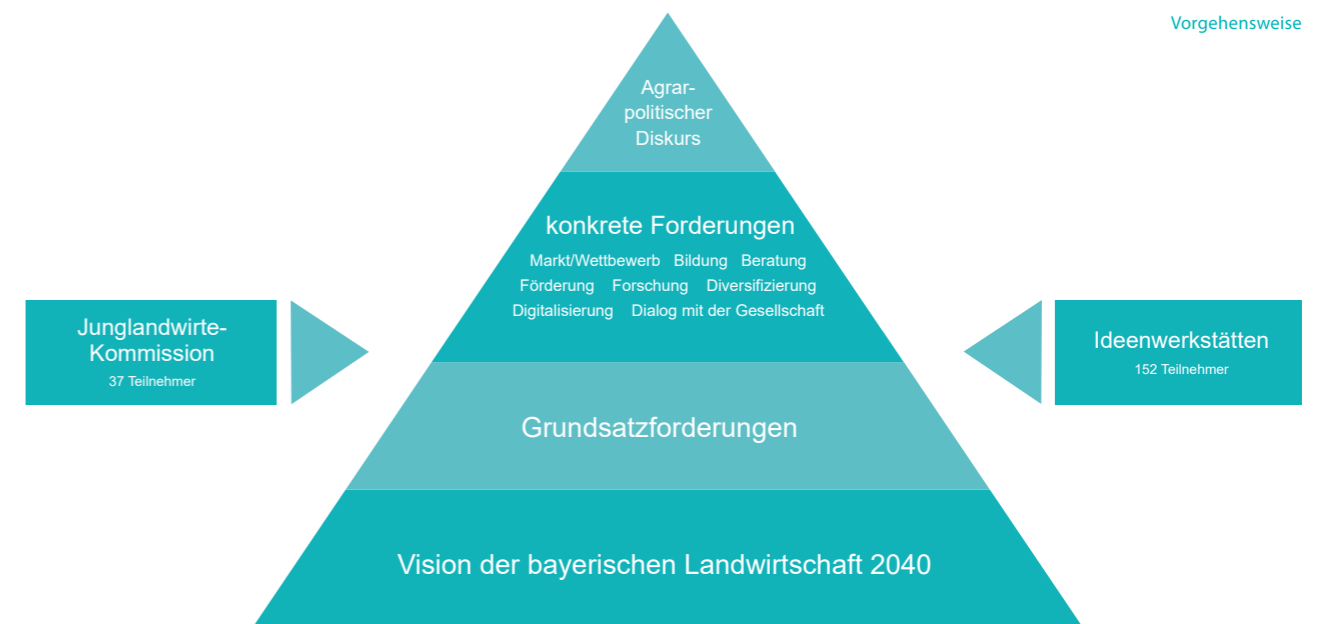 Vorgehensweise
Agrar-
politischer
Diskurs
konkrete Forderungen
Markt/Wettbewerb Bildung Beratung
Förderung Forschung Diversifizierung
Digitalisierung Dialog mit der Gesellschaft
Junglandwirte-
Kommission
37 Teilnehmer
Ideenwerkstätten
152 Teilnehmer
Grundsatzforderungen
Vision der bayerischen Landwirtschaft 2040